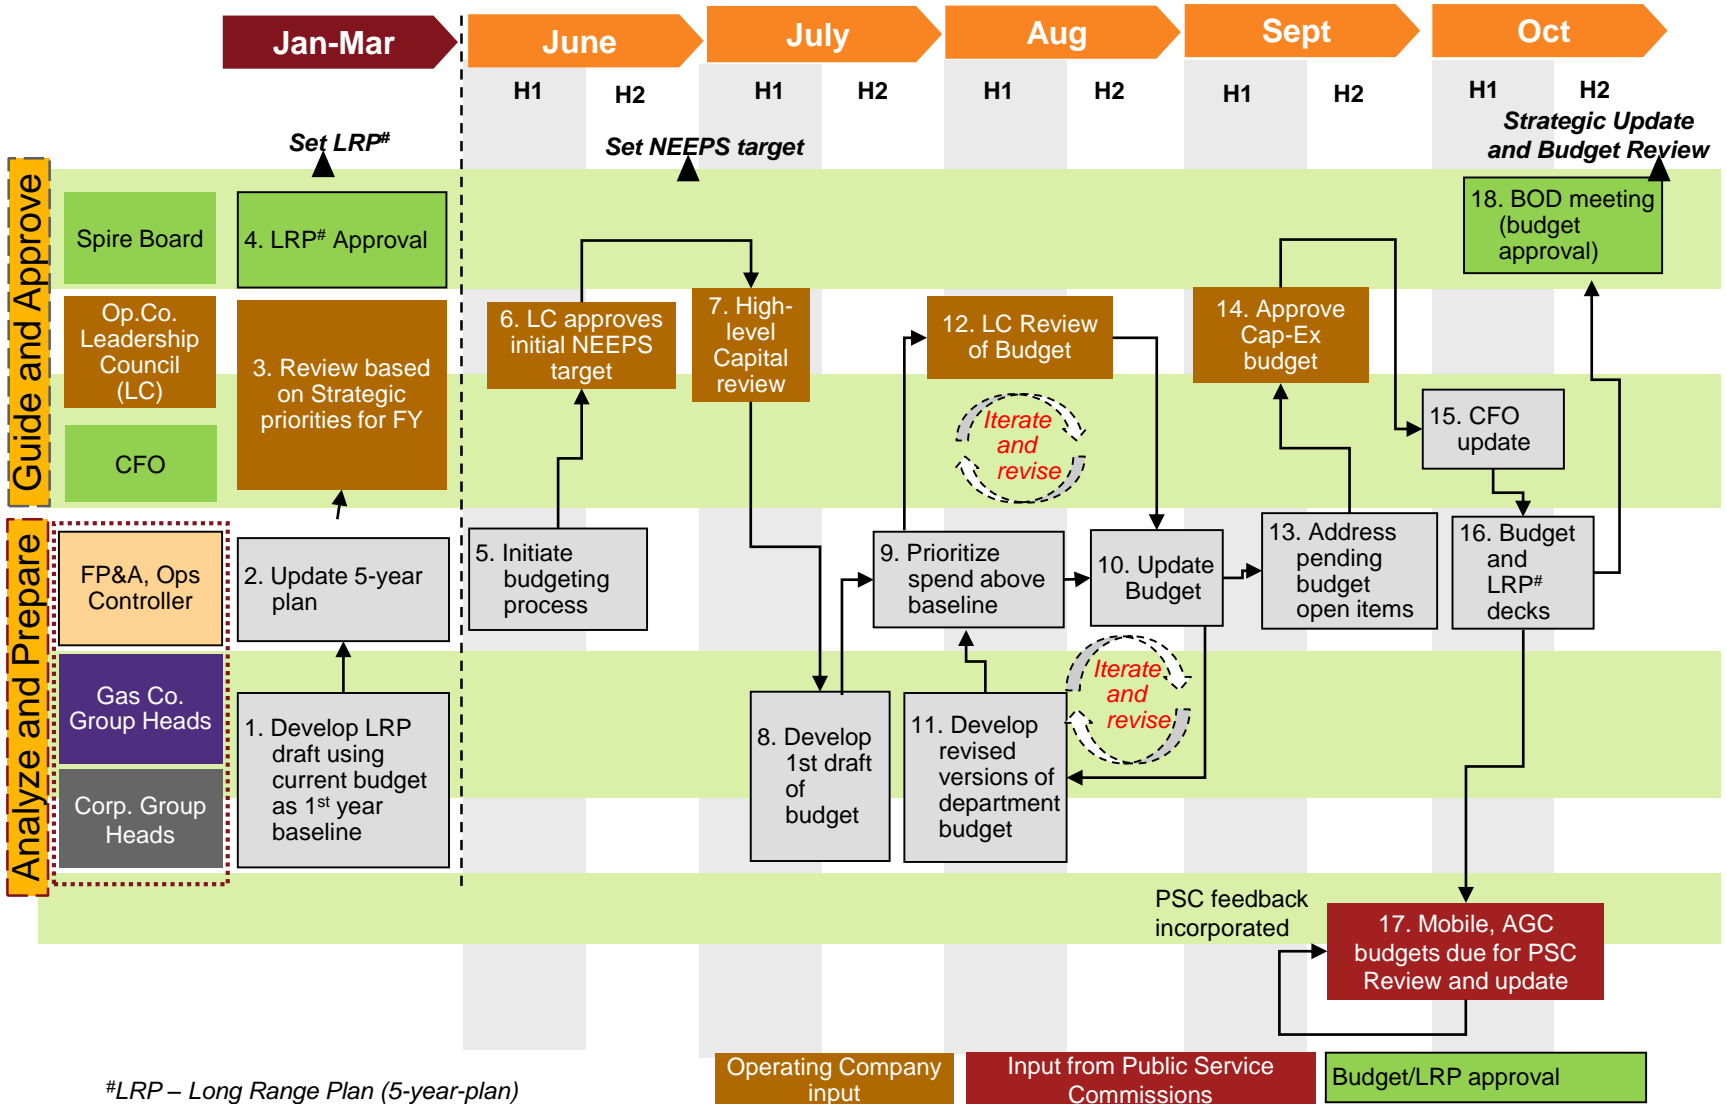 Jan-Mar
June
July
Aug
Sept
Oct
H1
H2
H1
H2
H1
H2
H1
H2
H1
H2
Set LRP#
Set NEEPS target
Strategic Update
and Budget Review
Guide and Approve
Spire Board
4. LRP# Approval
18. BOD meeting
(budget
approval)
Op.Co.
Leadership
Council
(LC)
CFO
3. Review based
on Strategic
priorities for FY
6. LC approves
initial NEEPS
target
7. High-
level
Capital
review
12. LC Review
of Budget
14. Approve
Cap-Ex
budget
Iterate
and
revise
15. CFO
update
Analyze and Prepare
FP&A, Ops
Controller
2. Update 5-year
plan
5. Initiate
budgeting
process
9. Prioritize
spend above
baseline
10. Update
Budget
13. Address
pending
budget
open items
16. Budget
and
LRP#
decks
Gas Co.
Group Heads
Corp. Group
Heads
1. Develop LRP
draft using
current budget
as 1st year
baseline
8. Develop
1st draft
of
budget
11. Develop
revised
versions of
department
budget
Iterate
and
revise
PSC feedback
incorporated
17. Mobile, AGC
budgets due for PSC
Review and update
#LRP – Long Range Plan (5-year-plan)
Operating Company
input
Input from Public Service
Commissions
Budget/LRP approval